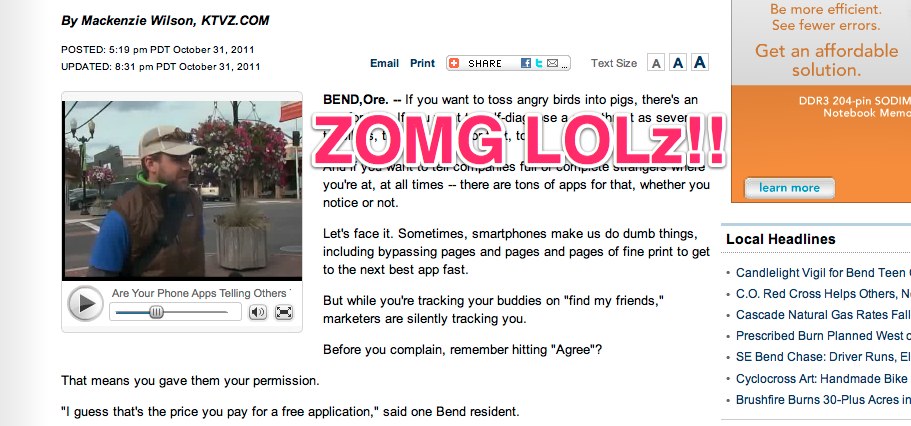 By Mackenzie Wilson, KTVZ.COM
POSTED: 5:19 pm PDT October 31, 2011
UPDATED: 8:31 pm PDT October 31, 2011
Email Print SHARE ... Text Size A A A
Are Your Phone Apps Telling Others
BEND,Ore. -- If you want to toss angry birds into pigs, there's an
ZOMG LOLz!!
And if you want to tell companies full of complete strangers where
you're at, at all times -- there are tons of apps for that, whether you
notice or not.
Let's face it. Sometimes, smartphones make us do dumb things,
including bypassing pages and pages and pages of fine print to get
to the next best app fast.
But while you're tracking your buddies on "find my friends,"
marketers are silently tracking you.
Before you complain, remember hitting "Agree"?
That means you gave them your permission.
"I guess that's the price you pay for a free application," said one Bend resident.
Be more efficient.
See fewer errors.
Get an affordable
solution.
DDR3 204-pin SODIM
Notebook Memo
learn more
Local Headlines
Candlelight Vigil for Bend Teen
C.O. Red Cross Helps Others, N
Cascade Natural Gas Rates Fall
Prescribed Burn Planned West o
SE Bend Chase: Driver Runs, El
Cyclocross Art: Handmade Bike
Brushfire Burns 30-Plus Acres in